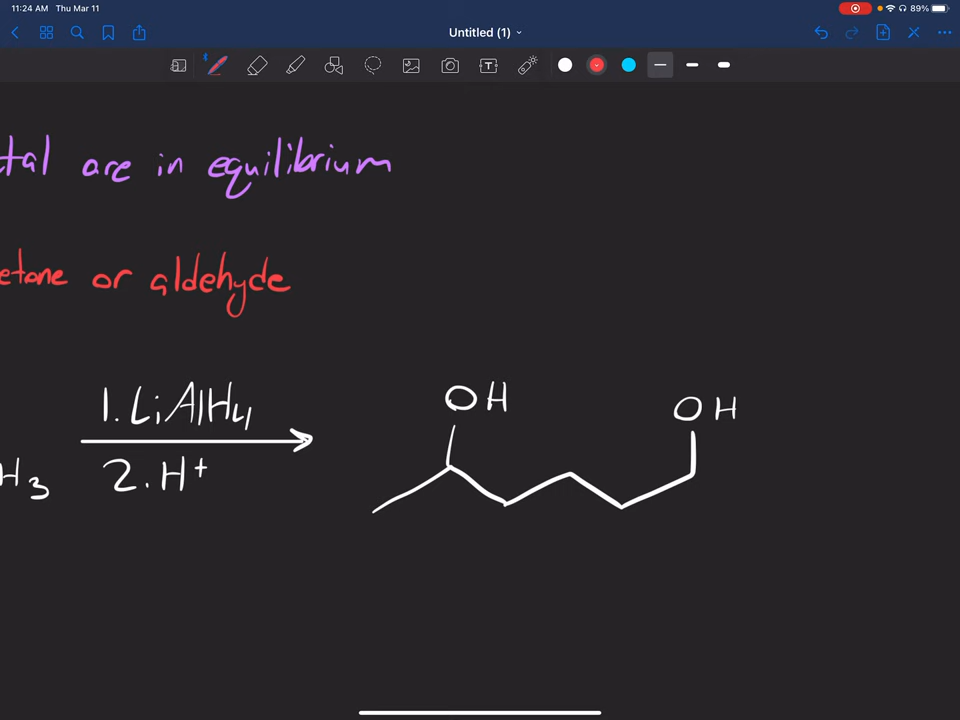 11:24 AM Thu Mar 11
89%
Untitled (1)
tal are in equilibrium
etone or aldehyde
1. LiAlH4
H3
2. H+
OH
OH